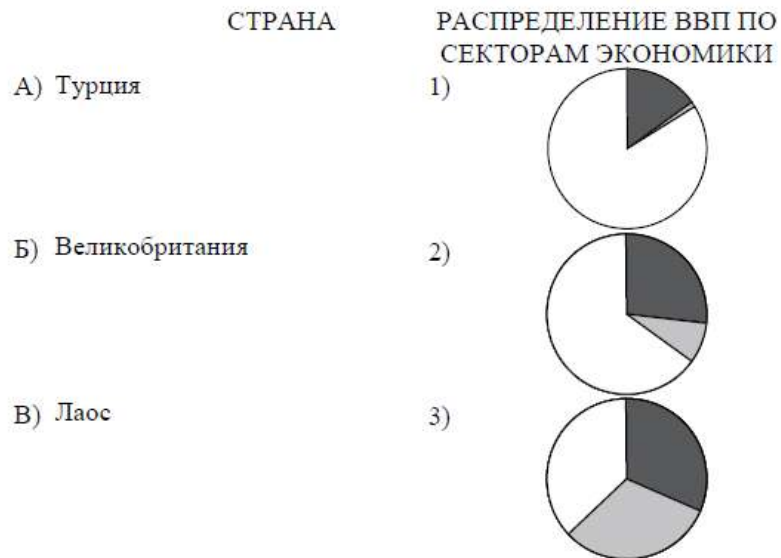 СТРАНА
РАСПРЕДЕЛЕНИЕ ВВП ПО
СЕКТОРАМ ЭКОНОМИКИ
А) Турция
1)
Б) Великобритания
2)
В) Лаос
3)